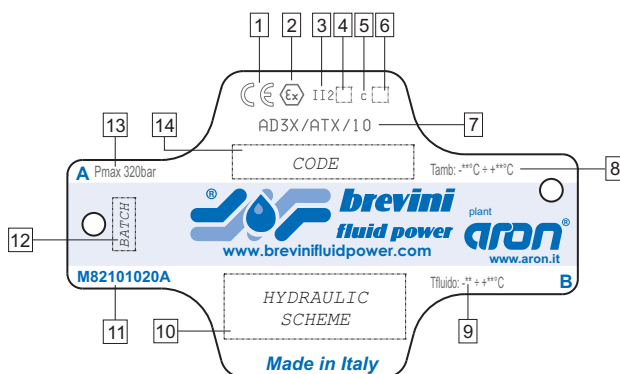 1 2 3 4 5 6
CE Ex II2 c
14 AD3X/ATX/10 7
13 CODE
A Pmax 320bar Tamb: -**°C ÷ +**°C 8
BATCH ® brevini
12 fluid power plant aron®
www.brevinifluidpower.com www.aron.it
M82101020A Tfluido: -** ÷ +**°C B
11 HYDRAULIC 9
10 SCHEME
Made in Italy